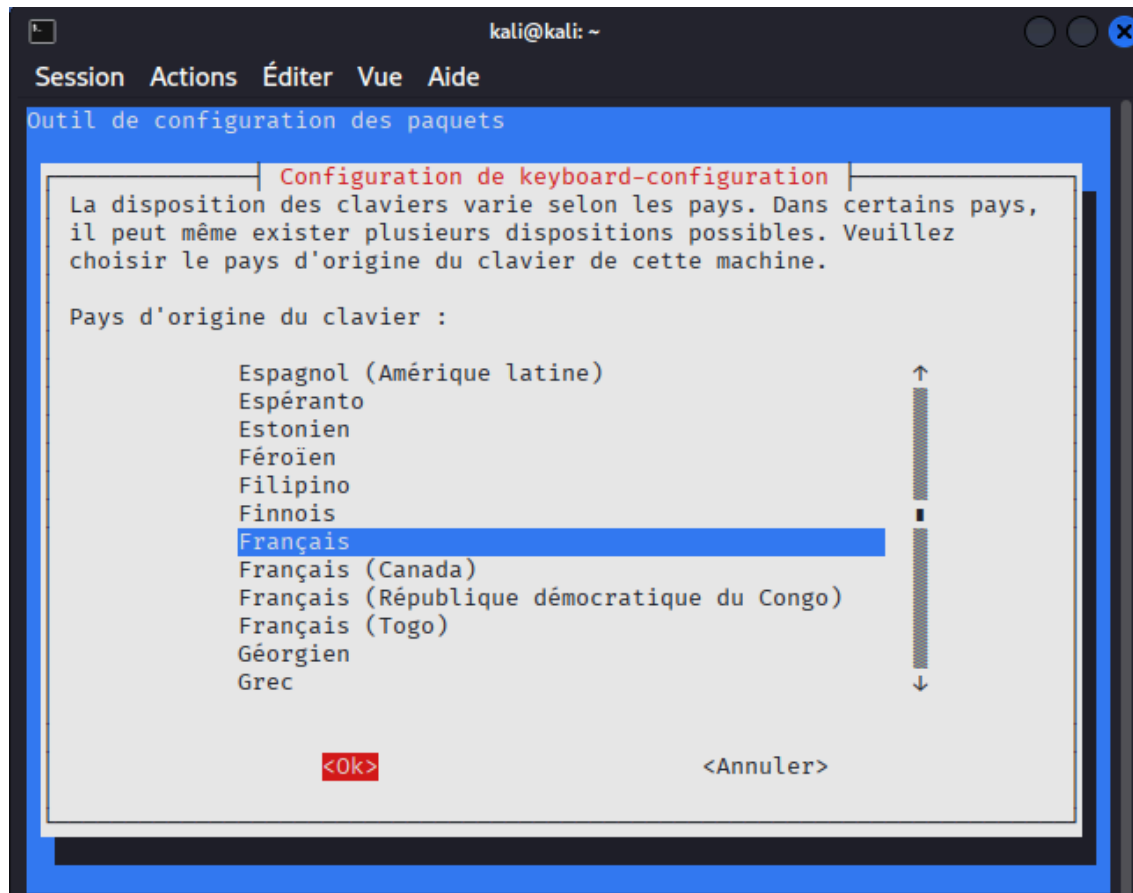 kali@kali: ~
Session Actions Éditer Vue Aide
Outil de configuration des paquets
Configuration de keyboard-configuration
La disposition des claviers varie selon les pays. Dans certains pays,
il peut même exister plusieurs dispositions possibles. Veuillez
choisir le pays d'origine du clavier de cette machine.
Pays d'origine du clavier :
Espagnol (Amérique latine)
Espéranto
Estonien
Féroïen
Filipino
Finnois
Français
Français (Canada)
Français (République démocratique du Congo)
Français (Togo)
Géorgien
Grec
<Ok> <Annuler>